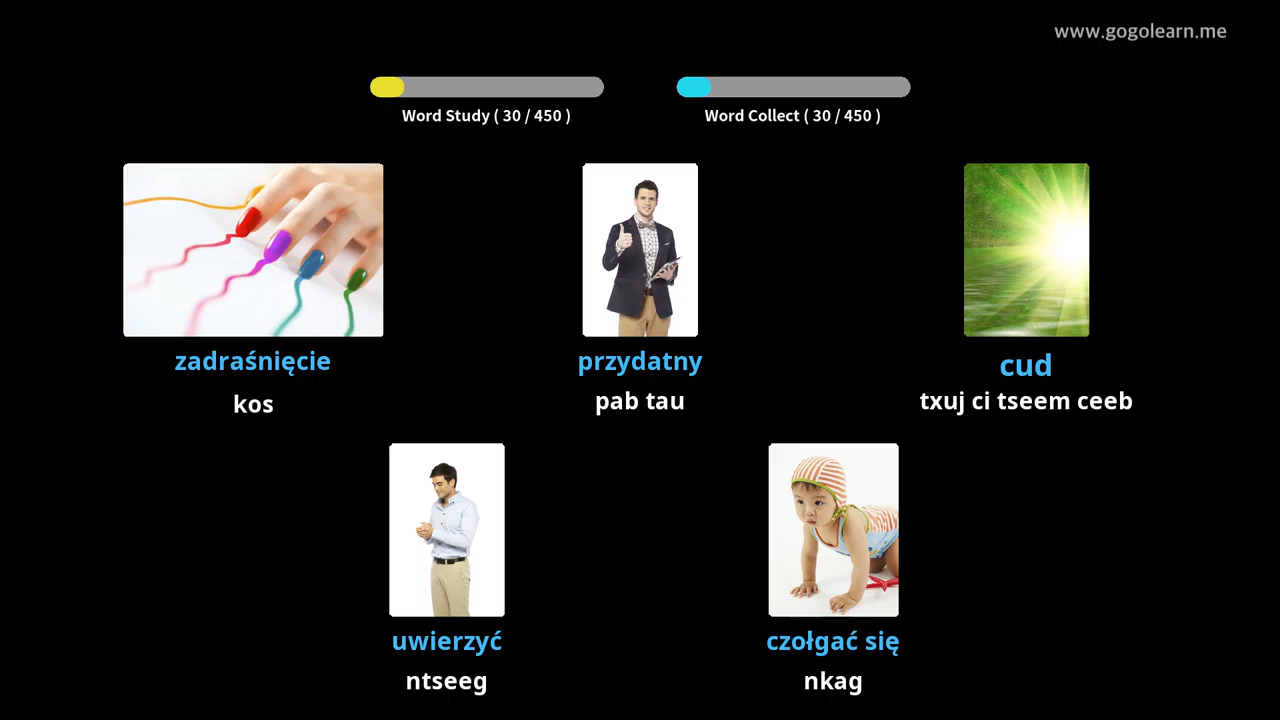 www.gogolearn.me
Word Study ( 30 / 450 )
Word Collect ( 30 / 450 )
zadraśnięcie
kos
przydatny
pab tau
cud
txuj ci tseem ceeb
uwierzyć
ntseeg
czołgać się
nkag